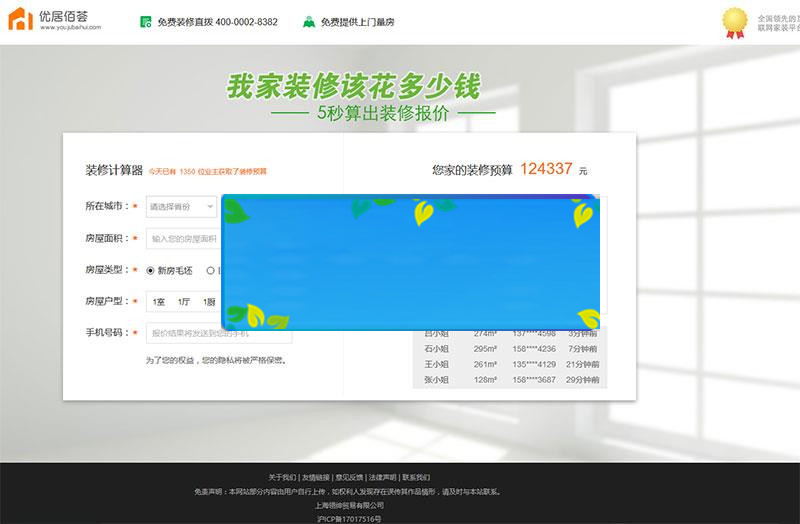 优居佰荟
www.youjubaihui.com
免费装修直拨 400-0002-8382
免费提供上门量房
全国领先的互
联网家装平台
我家装修该花多少钱
5秒算出装修报价
装修计算器 今天已有 1350 位业主获取了装修预算
您家的装修预算 124337 元
所在城市：* 请选择省份
房屋面积：* 输入您的房屋面积
房屋类型：* 新房毛坯
房屋户型：* 1室 1厅 1厨
手机号码：* 报价结果将发送到您的手机
为了您的权益，您的隐私将被严格保密。
吕小姐 274m² 137****4598 3分钟前
石小姐 295m² 158****4236 7分钟前
王小姐 261m² 135****4129 21分钟前
张小姐 128m² 158****3687 29分钟前
关于我们 | 友情链接 | 意见反馈 | 法律声明 | 联系我们
免责声明：本网站部分内容由用户自行上传，如权利人发现存在误传其作品情形，请及时与本站联系。
上海翎绅贸易有限公司
沪ICP备17017516号